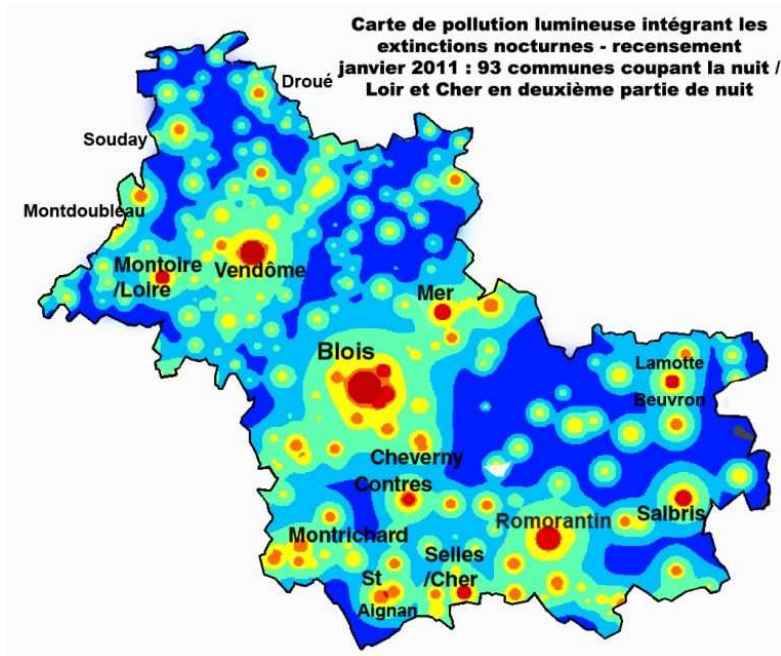 Carte de pollution lumineuse intégrant les
extinctions nocturnes - recensement
janvier 2011 : 93 communes coupant la nuit /
Loir et Cher en deuxième partie de nuit
Droué
Souday
Montdoubleau
Montoire
/Loire
Vendôme
Mer
Blois
Lamotte
Beuvron
Cheverny
Contres
Romorantin
Salbris
Montrichard
Selles
/Cher
St
Aignan